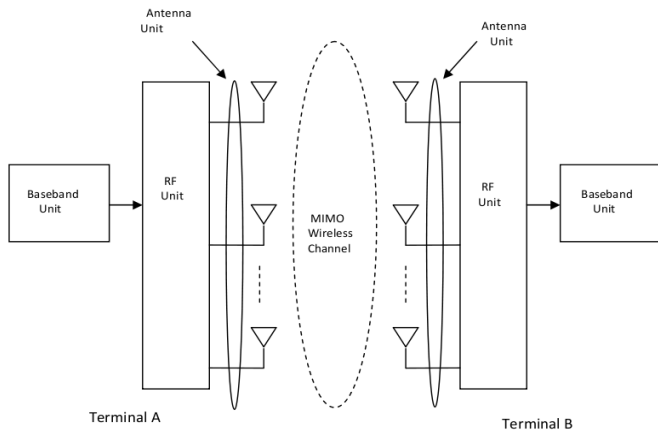 Antenna
Unit
Antenna
Unit
Baseband
Unit
RF
Unit
MIMO
Wireless
Channel
RF
Unit
Baseband
Unit
Terminal A
Terminal B